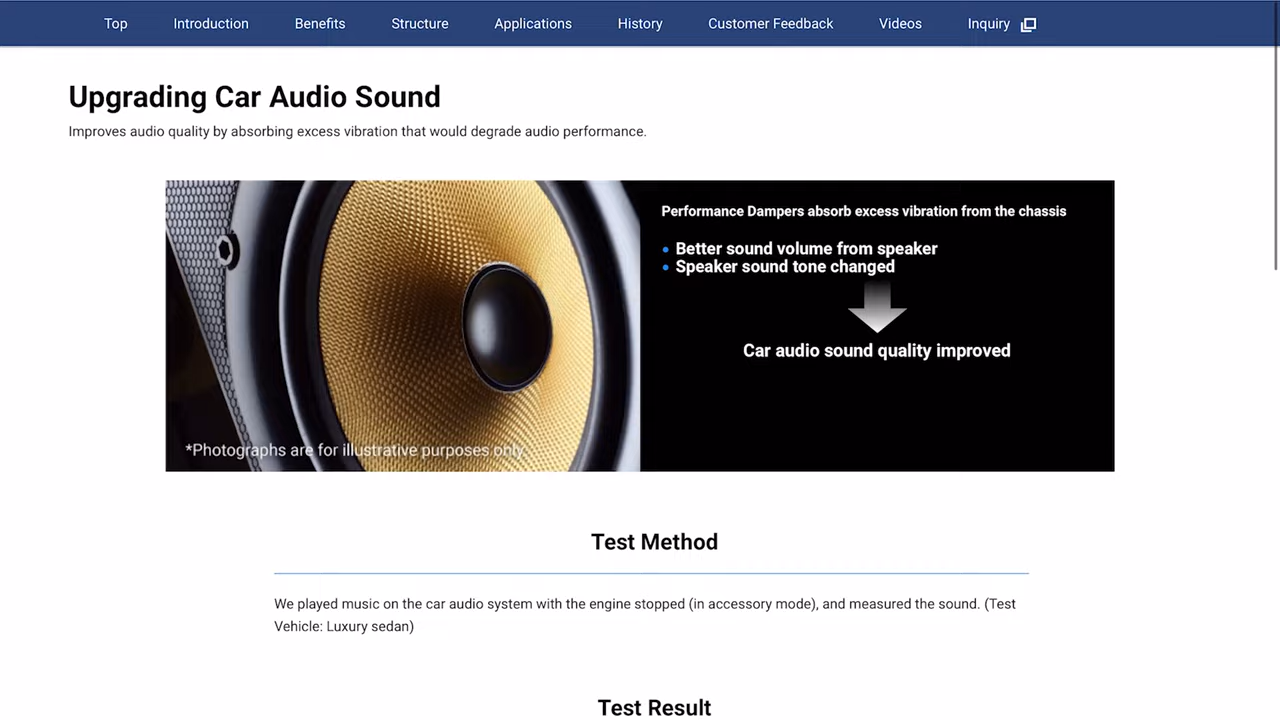 Top Introduction Benefits Structure Applications History Customer Feedback Videos Inquiry
Upgrading Car Audio Sound
Improves audio quality by absorbing excess vibration that would degrade audio performance.
Performance Dampers absorb excess vibration from the chassis
Better sound volume from speaker
Speaker sound tone changed
Car audio sound quality improved
*Photographs are for illustrative purposes only.
Test Method
We played music on the car audio system with the engine stopped (in accessory mode), and measured the sound. (Test
Vehicle: Luxury sedan)
Test Result